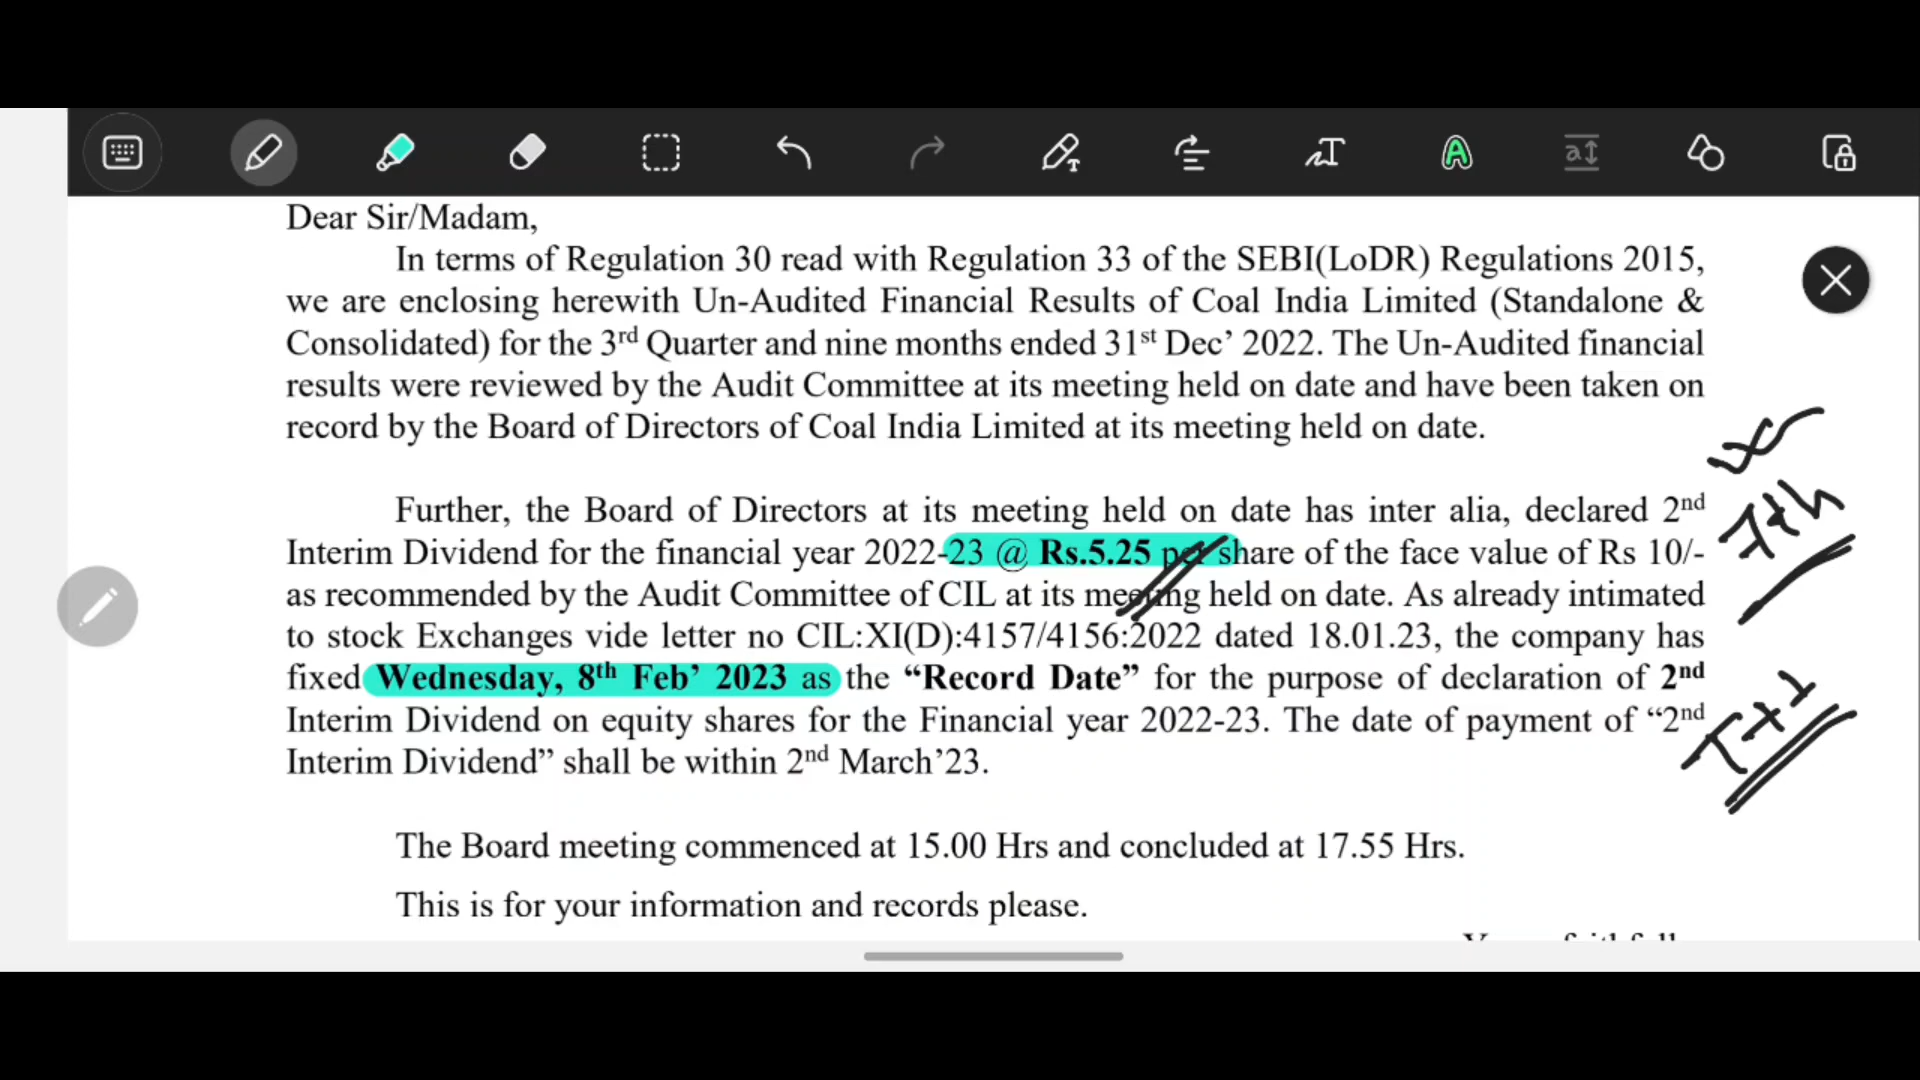 Dear Sir/Madam,
In terms of Regulation 30 read with Regulation 33 of the SEBI(LoDR) Regulations 2015,
we are enclosing herewith Un-Audited Financial Results of Coal India Limited (Standalone &
Consolidated) for the 3rd Quarter and nine months ended 31st Dec’ 2022. The Un-Audited financial
results were reviewed by the Audit Committee at its meeting held on date and have been taken on
record by the Board of Directors of Coal India Limited at its meeting held on date.
Further, the Board of Directors at its meeting held on date has inter alia, declared 2nd
Interim Dividend for the financial year 2022-23 @ Rs.5.25 per share of the face value of Rs 10/-
as recommended by the Audit Committee of CIL at its meeting held on date. As already intimated
to stock Exchanges vide letter no CIL:XI(D):4157/4156:2022 dated 18.01.23, the company has
fixed Wednesday, 8th Feb’ 2023 as the “Record Date” for the purpose of declaration of 2nd
Interim Dividend on equity shares for the Financial year 2022-23. The date of payment of “2nd
Interim Dividend” shall be within 2nd March’23.
The Board meeting commenced at 15.00 Hrs and concluded at 17.55 Hrs.
This is for your information and records please.
7th